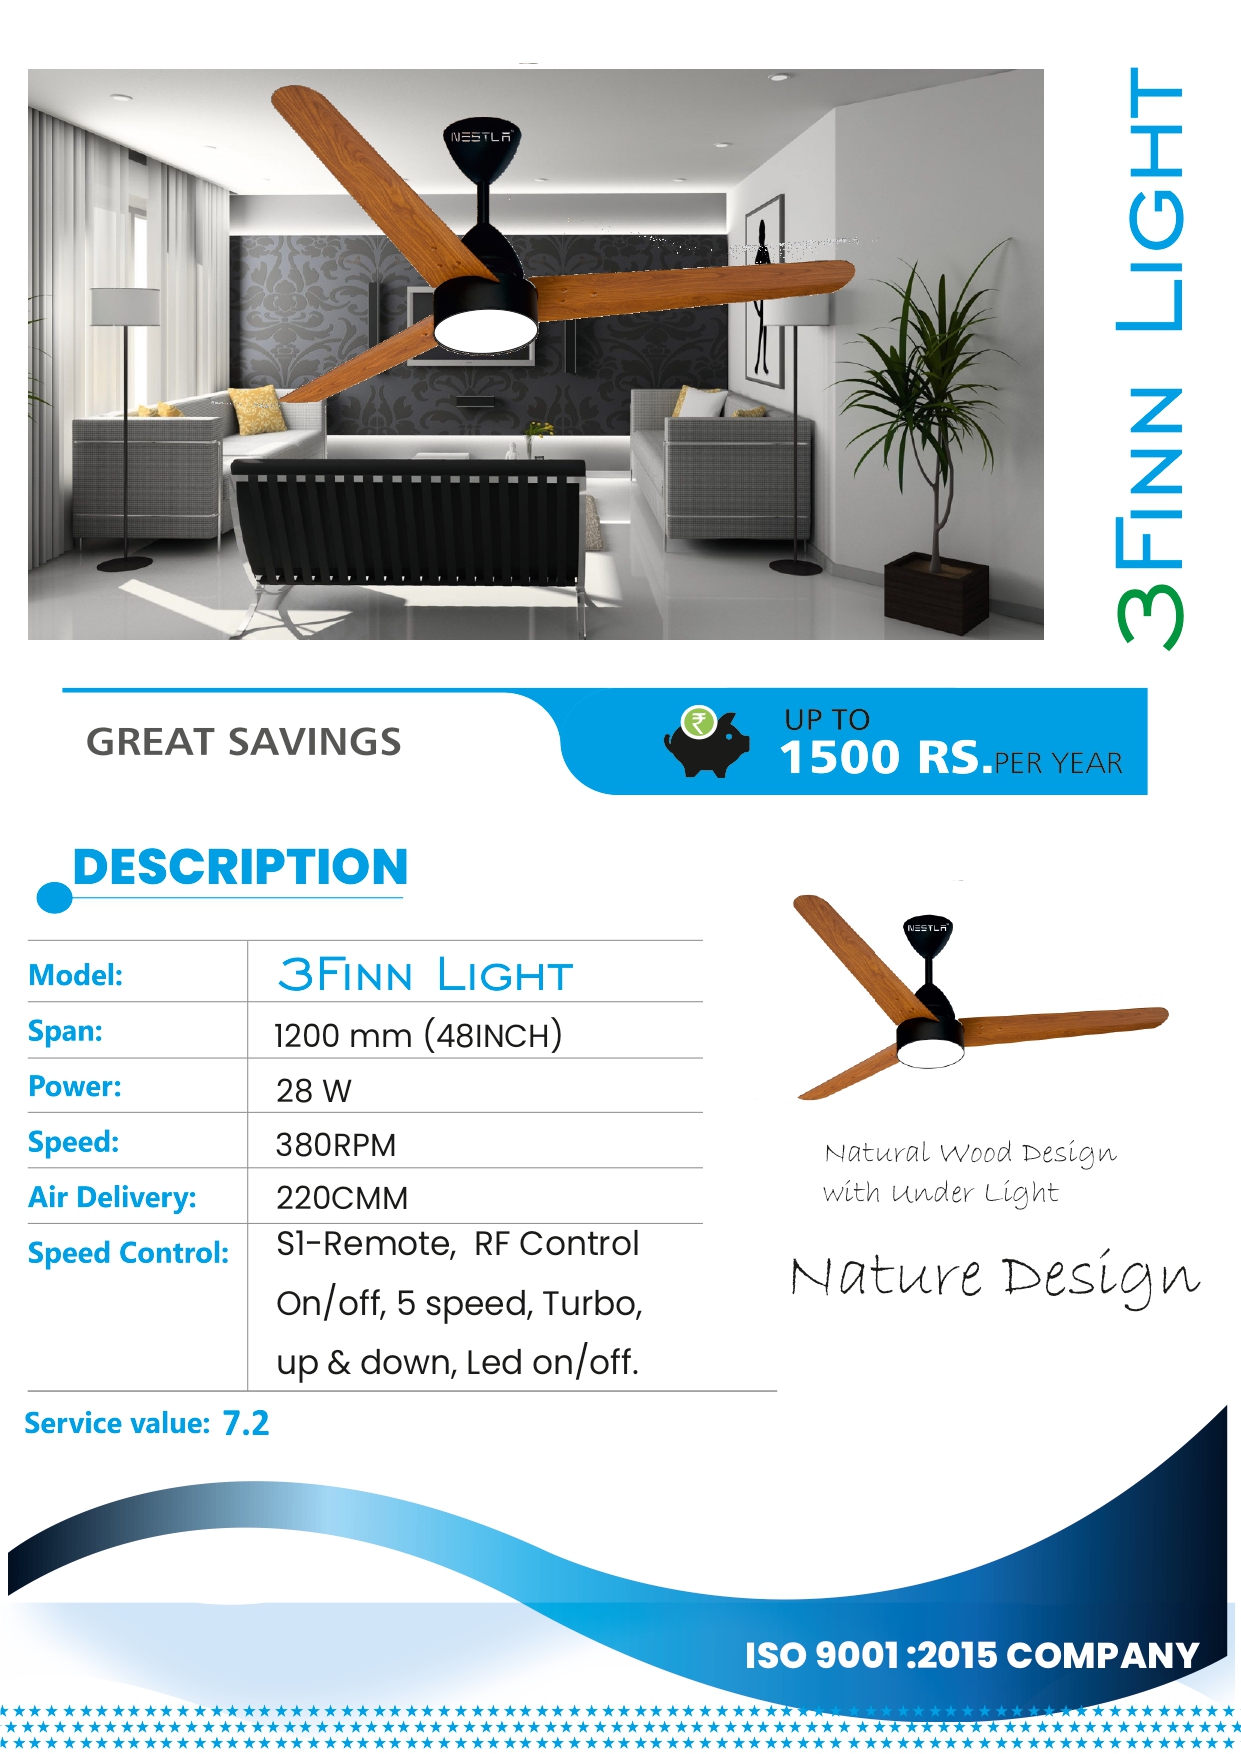 NESTLA
3FINN LIGHT
GREAT SAVINGS
₹
UP TO
1500 RS.PER YEAR
DESCRIPTION
Model: 3FINN LIGHT
Span: 1200 mm (48INCH)
Power: 28 W
Speed: 380RPM
Air Delivery: 220CMM
Speed Control: S1-Remote, RF Control
On/off, 5 speed, Turbo,
up & down, Led on/off.
Service value: 7.2
NESTLA
Natural Wood Design
with Under Light
Nature Design
ISO 9001 :2015 COMPANY